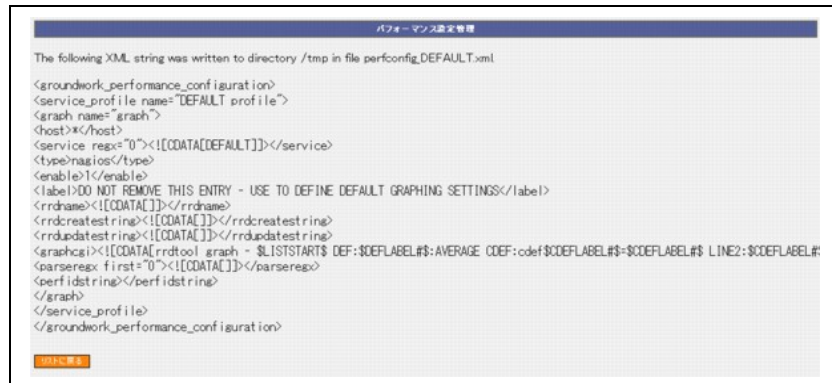 パフォーマンス設定管理
The following XML string was written to directory /tmp in file perfconfig_DEFAULT.xml
<groundwork_performance_configuration>
<service_profile name="DEFAULT profile">
<graph name="graph">
<host>*</host>
<service regx="0"><![CDATA[DEFAULT]]></service>
<type>nagios</type>
<enable>1</enable>
<label>DO NOT REMOVE THIS ENTRY - USE TO DEFINE DEFAULT GRAPHING SETTINGS</label>
<rrdname><![CDATA[]]></rrdname>
<rrdcreatestring><![CDATA[]]></rrdcreatestring>
<rrdupdatestring><![CDATA[]]></rrdupdatestring>
<graphcgi><![CDATA[rrdtool graph - $LISTSTART$ DEF:$DEFLABEL#$:AVERAGE CDEF:cdef$CDEFLABEL#$=$CDEFLABEL#$ LINE2:$CDEFLABEL#$
<parseregx first="0"><![CDATA[]]></parseregx>
<perfidstring></perfidstring>
</graph>
</service_profile>
</groundwork_performance_configuration>
リストに戻る